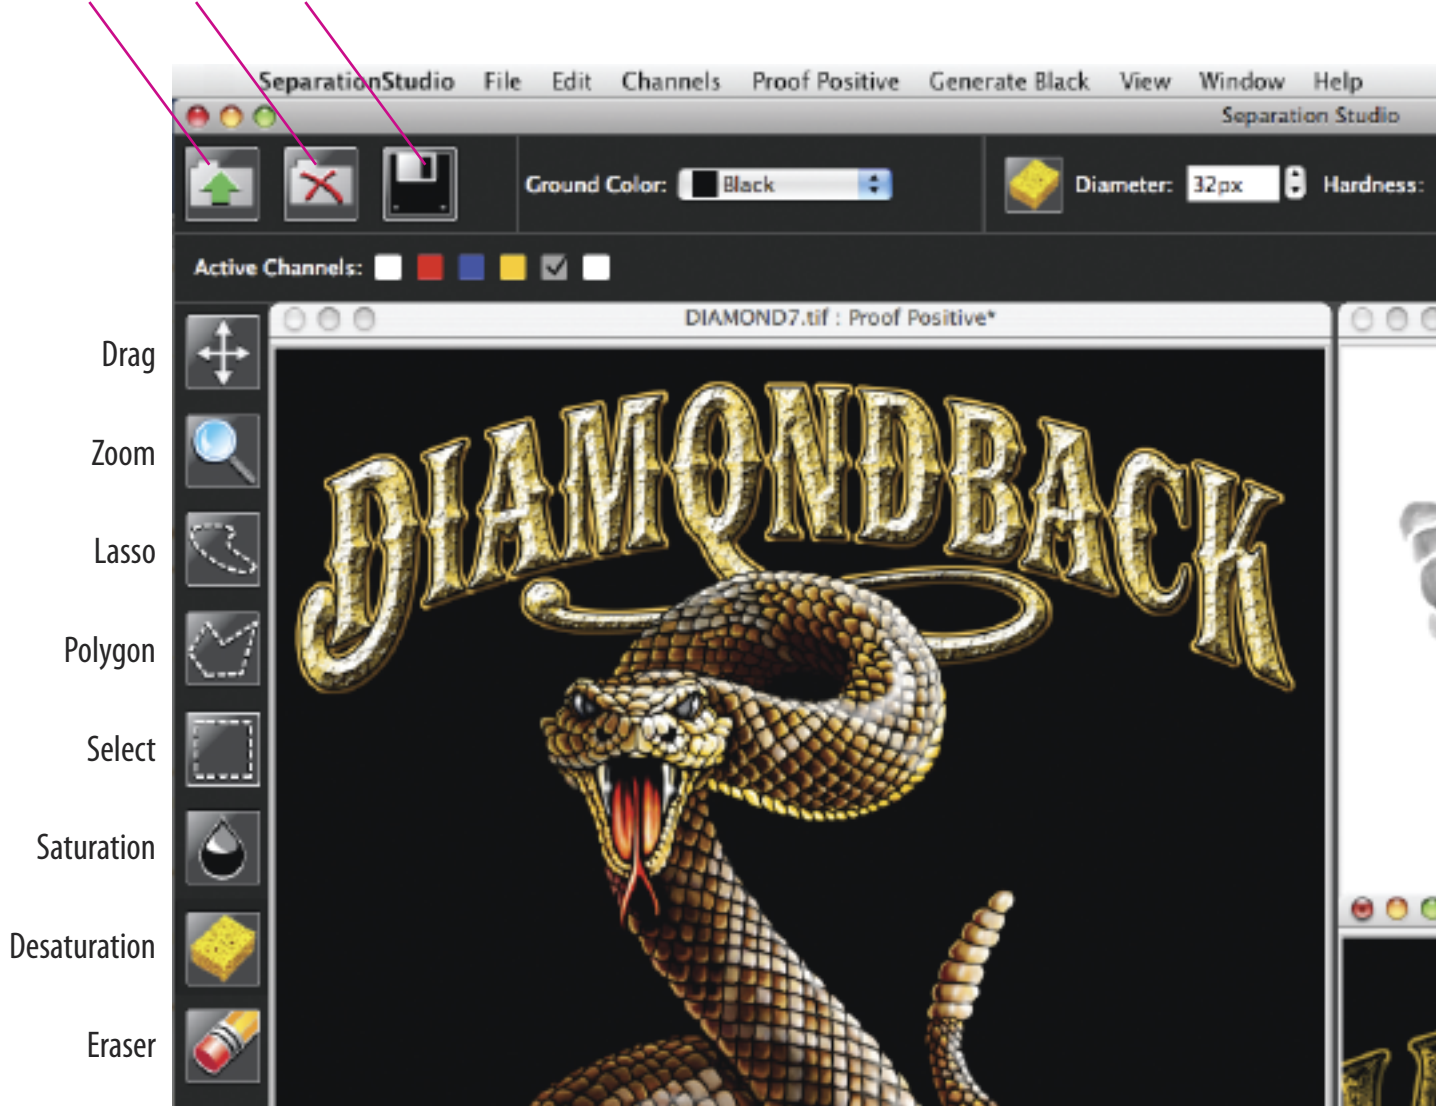 SeparationStudio File Edit Channels Proof Positive Generate Black View Window Help
Separation Studio
Ground Color: Black Diameter: 32px Hardness:
Active Channels:
DIAMOND7.tif : Proof Positive*
Drag
Zoom
Lasso
Polygon
Select
Saturation
Desaturation
Eraser
DIAMONDBACK